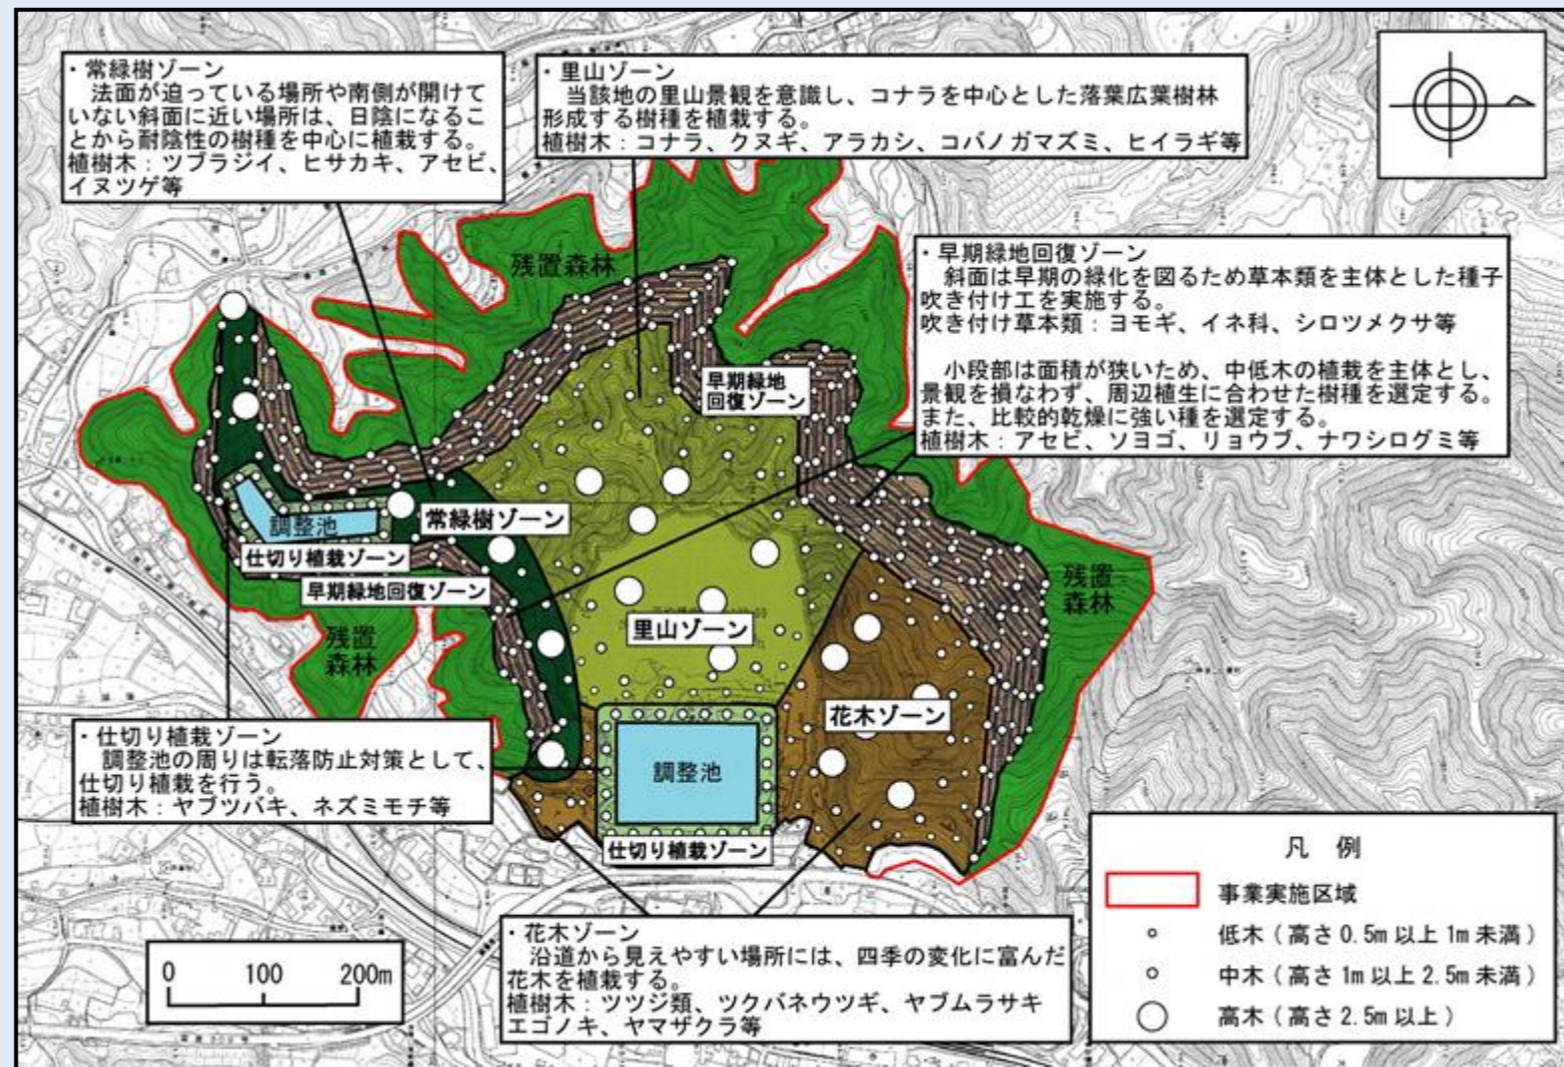 ・常緑樹ゾーン
法面が迫っている場所や南側が開けて
いない斜面に近い場所は、日陰になるこ
とから耐陰性の樹種を中心に植栽する。
植樹木：ツブラジイ、ヒサカキ、アセビ、
イヌツゲ等
・里山ゾーン
当該地の里山景観を意識し、コナラを中心とした落葉広葉樹林
形成する樹種を植栽する。
植樹木：コナラ、クヌギ、アラカシ、コバノガマズミ、ヒイラギ等
・早期緑地回復ゾーン
斜面は早期の緑化を図るため草本類を主体とした種子
吹き付け工を実施する。
吹き付け草本類：ヨモギ、イネ科、シロツメクサ等
小段部は面積が狭いため、中低木の植栽を主体とし、
景観を損なわず、周辺植生に合わせた樹種を選定する。
また、比較的乾燥に強い種を選定する。
植樹木：アセビ、ソヨゴ、リョウブ、ナワシログミ等
残置森林
早期緑地
回復ゾーン
常緑樹ゾーン
調整池
仕切り植栽ゾーン
早期緑地回復ゾーン
残置
森林
里山ゾーン
残置
森林
花木ゾーン
調整池
仕切り植栽ゾーン
・仕切り植栽ゾーン
調整池の周りは転落防止対策として、
仕切り植栽を行う。
植樹木：ヤブツバキ、ネズミモチ等
・花木ゾーン
沿道から見えやすい場所には、四季の変化に富んだ
花木を植栽する。
植樹木：ツツジ類、ツクバネウツギ、ヤブムラサキ
エゴノキ、ヤマザクラ等
0 100 200m
凡 例
事業実施区域
低木（高さ 0.5m 以上 1m 未満）
中木（高さ 1m 以上 2.5m 未満）
高木（高さ 2.5m 以上）